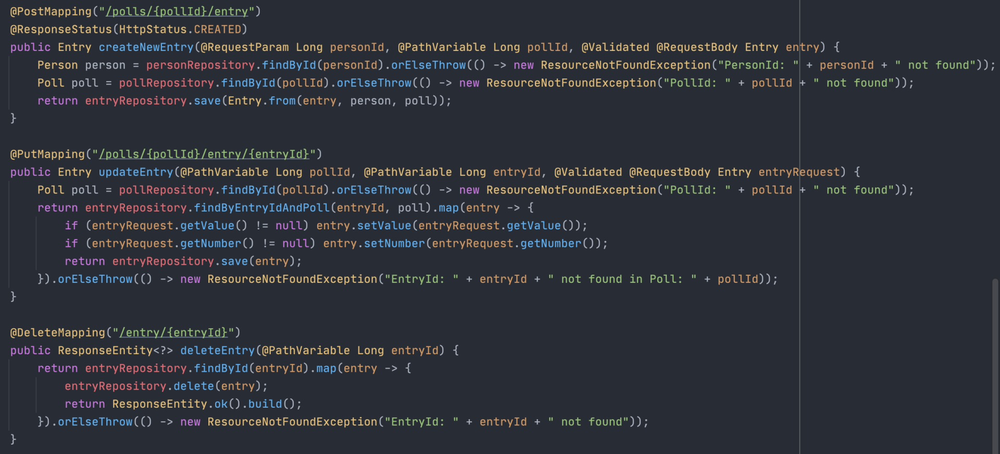 @PostMapping("/polls/{pollId}/entry")
@ResponseStatus(HttpStatus.CREATED)
public Entry createNewEntry(@RequestParam Long personId, @PathVariable Long pollId, @Validated @RequestBody Entry entry) {
    Person person = personRepository.findById(personId).orElseThrow(() -> new ResourceNotFoundException("PersonId: " + personId + " not found"));
    Poll poll = pollRepository.findById(pollId).orElseThrow(() -> new ResourceNotFoundException("PollId: " + pollId + " not found"));
    return entryRepository.save(Entry.from(entry, person, poll));
}

@PutMapping("/polls/{pollId}/entry/{entryId}")
public Entry updateEntry(@PathVariable Long pollId, @PathVariable Long entryId, @Validated @RequestBody Entry entryRequest) {
    Poll poll = pollRepository.findById(pollId).orElseThrow(() -> new ResourceNotFoundException("PollId: " + pollId + " not found"));
    return entryRepository.findByEntryIdAndPoll(entryId, poll).map(entry -> {
        if (entryRequest.getValue() != null) entry.setValue(entryRequest.getValue());
        if (entryRequest.getNumber() != null) entry.setNumber(entryRequest.getNumber());
        return entryRepository.save(entry);
    }).orElseThrow(() -> new ResourceNotFoundException("EntryId: " + entryId + " not found in Poll: " + pollId));
}

@DeleteMapping("/entry/{entryId}")
public ResponseEntity<?> deleteEntry(@PathVariable Long entryId) {
    return entryRepository.findById(entryId).map(entry -> {
        entryRepository.delete(entry);
        return ResponseEntity.ok().build();
    }).orElseThrow(() -> new ResourceNotFoundException("EntryId: " + entryId + " not found"));
}